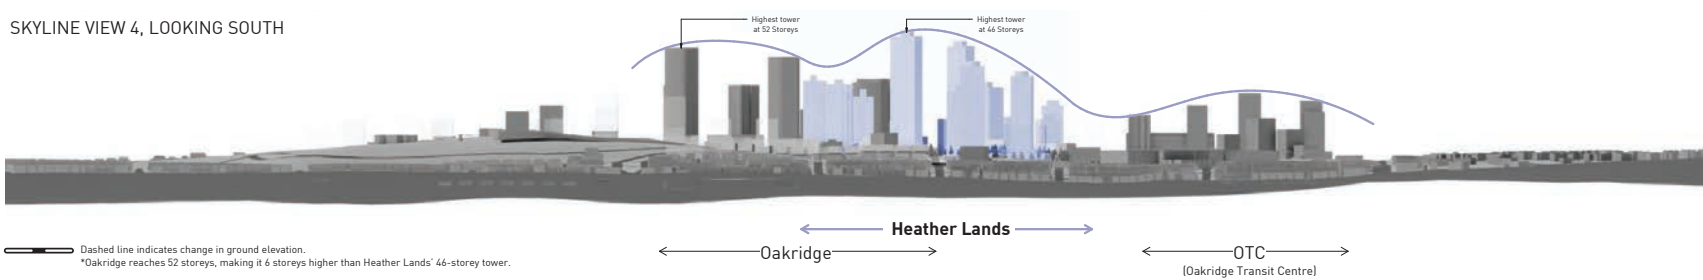 SKYLINE VIEW 4, LOOKING SOUTH
Highest tower
at 52 Storeys
Highest tower
at 46 Storeys
Heather Lands
Oakridge
OTC
(Oakridge Transit Centre)
Dashed line indicates change in ground elevation.
*Oakridge reaches 52 storeys, making it 6 storeys higher than Heather Lands’ 46-storey tower.